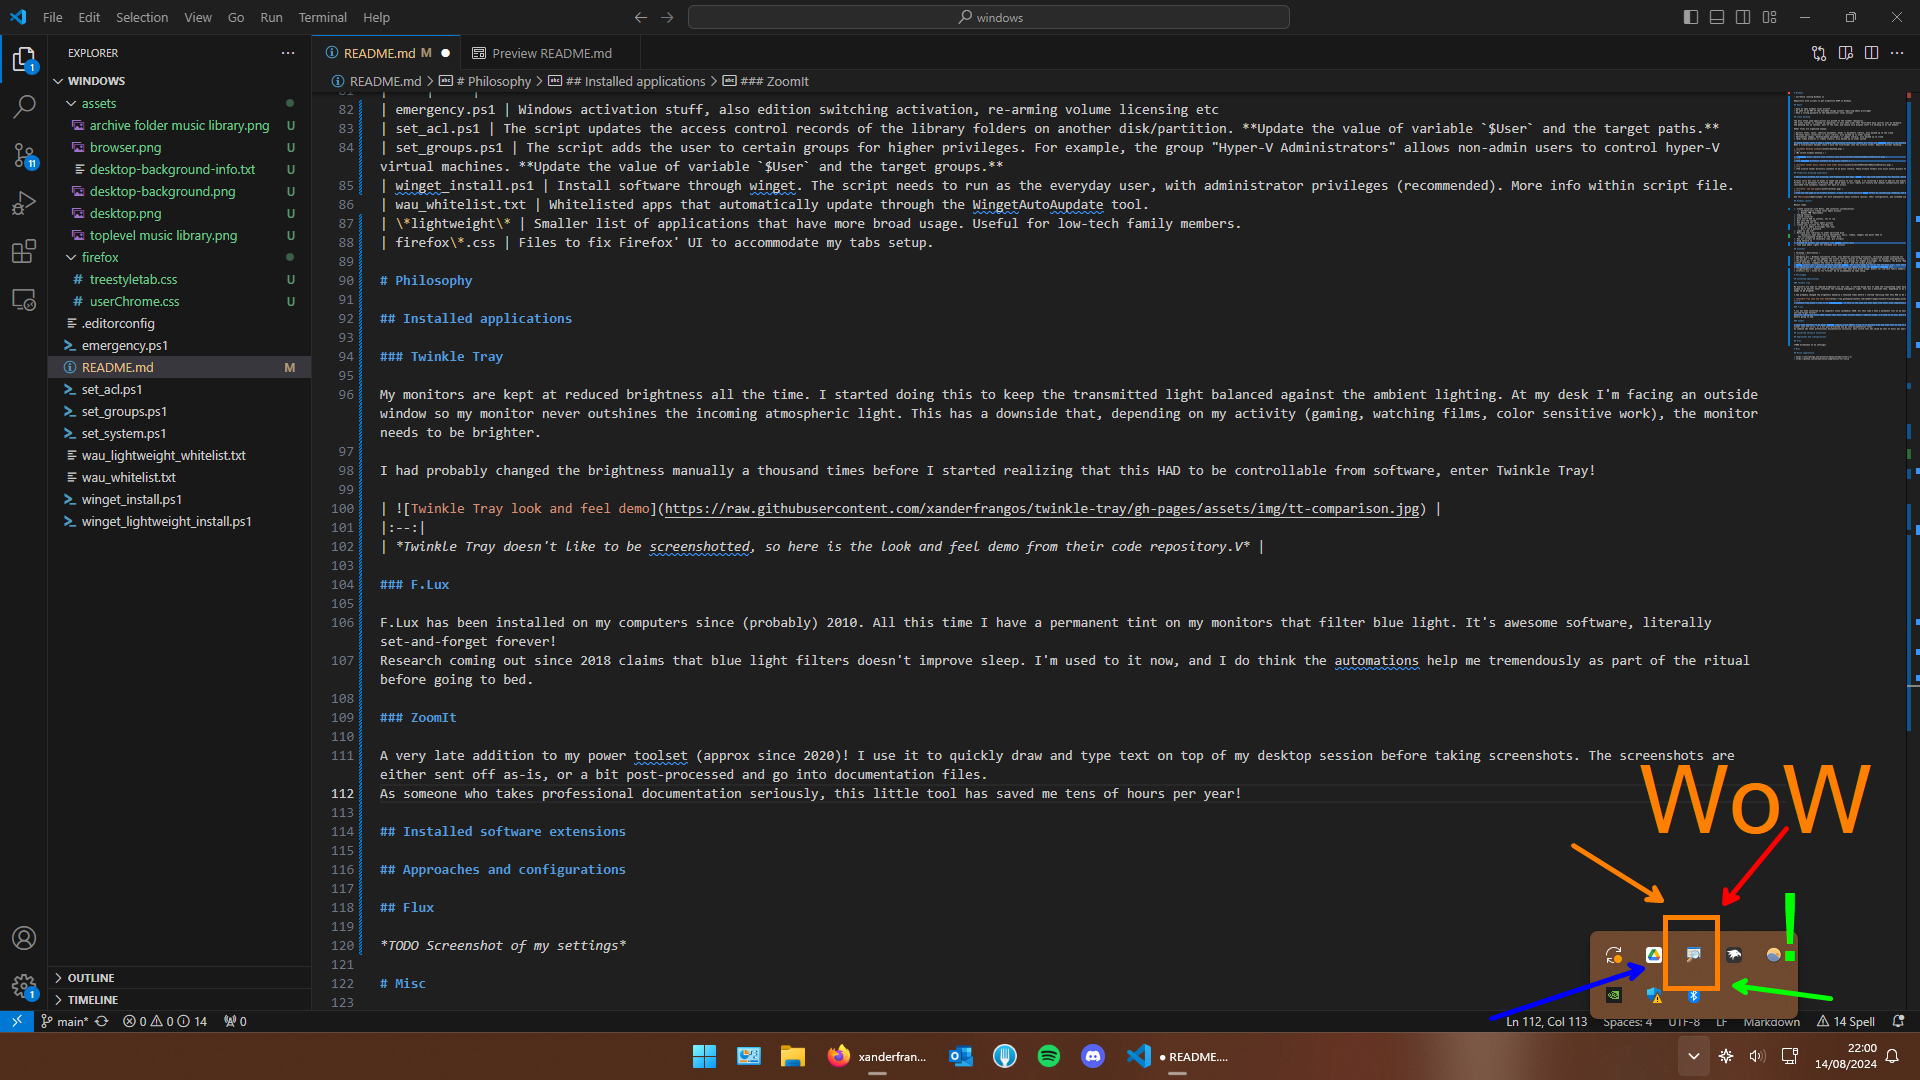 File Edit Selection View Go Run Terminal Help
windows
EXPLORER
README.md M
Preview README.md
WINDOWS
assets
archive folder music library.png U
browser.png U
desktop-background-info.txt U
desktop-background.png U
desktop.png U
toplevel music library.png U
firefox
# treestyletab.css U
# userChrome.css U
.editorconfig
emergency.ps1
README.md M
set_acl.ps1
set_groups.ps1
set_system.ps1
wau_lightweight_whitelist.txt
wau_whitelist.txt
winget_install.ps1
winget_lightweight_install.ps1
OUTLINE
TIMELINE
1
11
1
README.md > # Philosophy > ## Installed applications > ### ZoomIt
81
82 | emergency.ps1 | Windows activation stuff, also edition switching activation, re-arming volume licensing etc
83 | set_acl.ps1 | The script updates the access control records of the library folders on another disk/partition. **Update the value of variable `$User` and the target paths.**
84 | set_groups.ps1 | The script adds the user to certain groups for higher privileges. For example, the group "Hyper-V Administrators" allows non-admin users to control hyper-V
virtual machines. **Update the value of variable `$User` and the target groups.**
85 | winget_install.ps1 | Install software through winget. The script needs to run as the everyday user, with administrator privileges (recommended). More info within script file.
86 | wau_whitelist.txt | Whitelisted apps that automatically update through the WingetAutoAupdate tool.
87 | \*lightweight\* | Smaller list of applications that have more broad usage. Useful for low-tech family members.
88 | firefox\*.css | Files to fix Firefox' UI to accommodate my tabs setup.
89
90 # Philosophy
91
92 ## Installed applications
93
94 ### Twinkle Tray
95
96 My monitors are kept at reduced brightness all the time. I started doing this to keep the transmitted light balanced against the ambient lighting. At my desk I'm facing an outside
window so my monitor never outshines the incoming atmospheric light. This has a downside that, depending on my activity (gaming, watching films, color sensitive work), the monitor
needs to be brighter.
97
98 I had probably changed the brightness manually a thousand times before I started realizing that this HAD to be controllable from software, enter Twinkle Tray!
99
100 | ![Twinkle Tray look and feel demo](https://raw.githubusercontent.com/xanderfrangos/twinkle-tray/gh-pages/assets/img/tt-comparison.jpg) |
101 |:--:|
102 | *Twinkle Tray doesn't like to be screenshotted, so here is the look and feel demo from their code repository.V* |
103
104 ### F.Lux
105
106 F.Lux has been installed on my computers since (probably) 2010. All this time I have a permanent tint on my monitors that filter blue light. It's awesome software, literally
set-and-forget forever!
107 Research coming out since 2018 claims that blue light filters doesn't improve sleep. I'm used to it now, and I do think the automations help me tremendously as part of the ritual
before going to bed.
108
109 ### ZoomIt
110
111 A very late addition to my power toolset (approx since 2020)! I use it to quickly draw and type text on top of my desktop session before taking screenshots. The screenshots are
either sent off as-is, or a bit post-processed and go into documentation files.
112 As someone who takes professional documentation seriously, this little tool has saved me tens of hours per year!
113
114 ## Installed software extensions
115
116 ## Approaches and configurations
117
118 ## Flux
119
120 *TODO Screenshot of my settings*
121
122 # Misc
123
WoW
!
main* 0 0 14 0
Ln 112, Col 113 Spaces: 4 UTF-8 LF Markdown 14 Spell
xanderfran...
• README....
22:00
14/08/2024